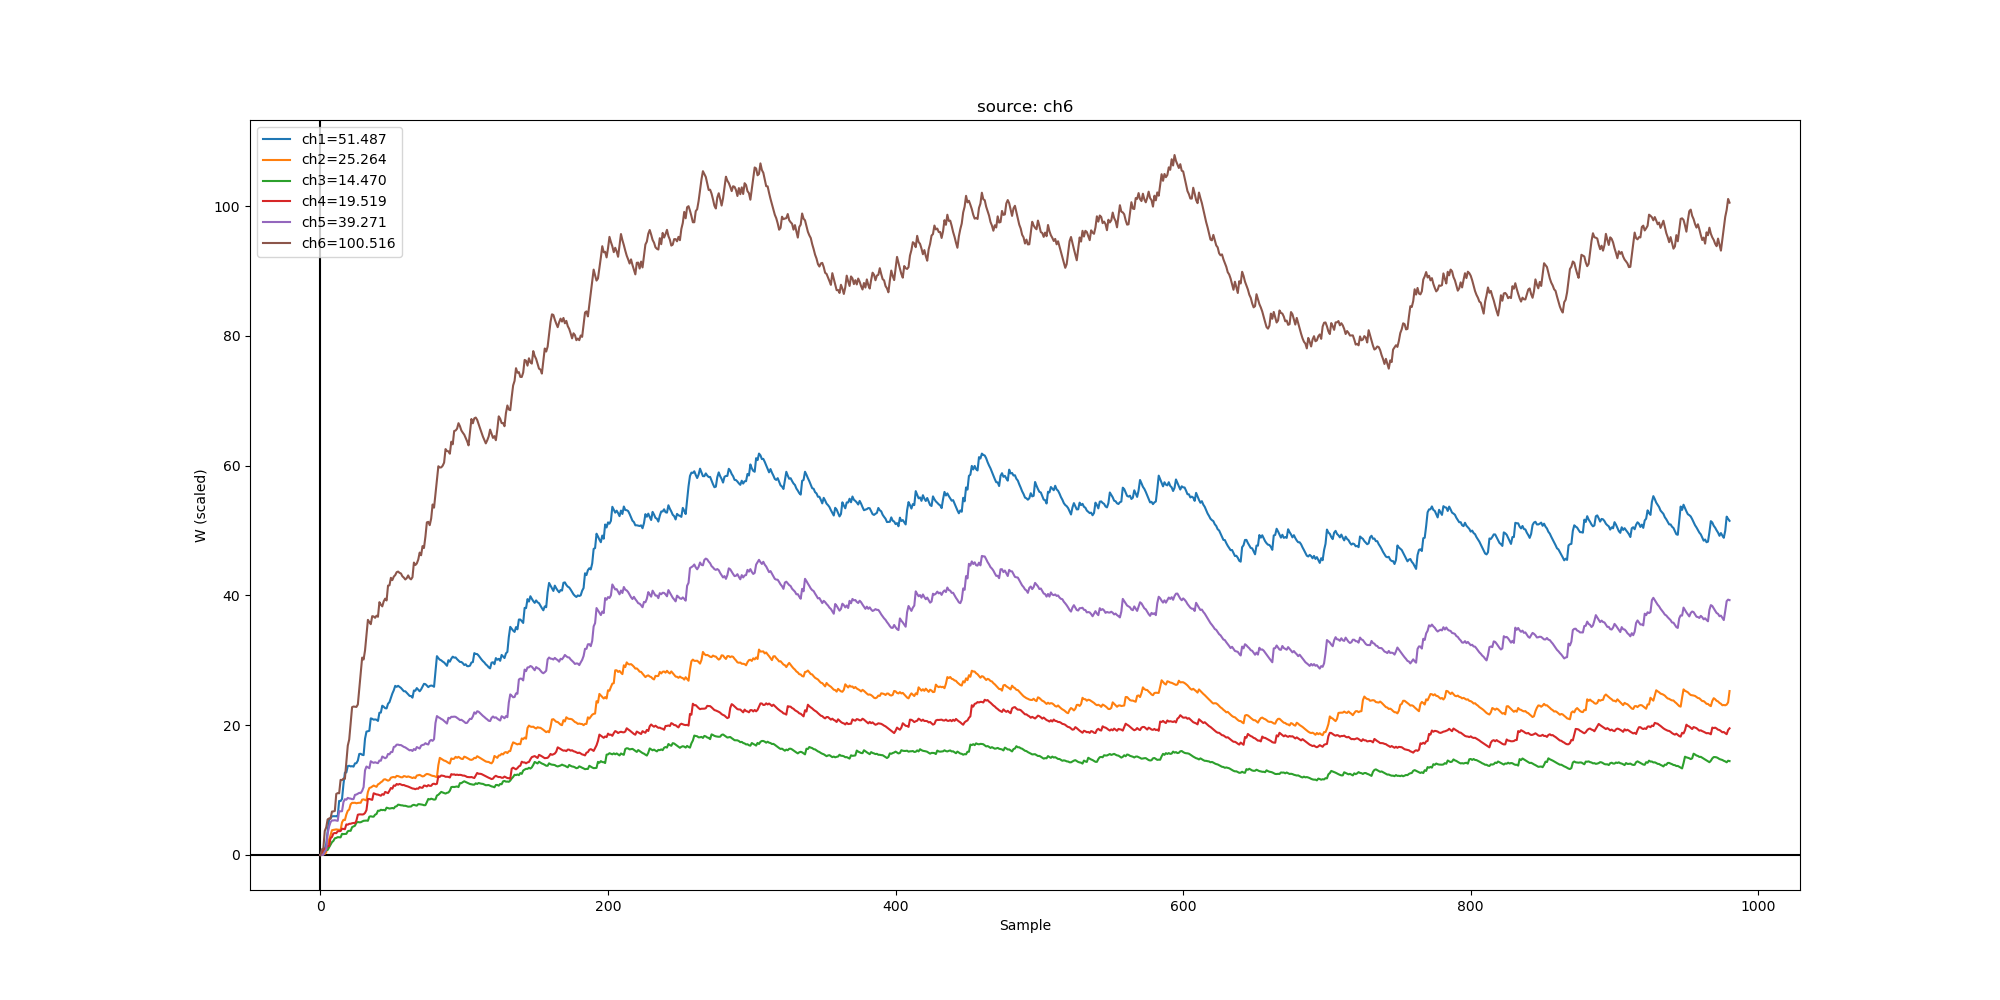 source: ch6
ch1=51.487
ch2=25.264
ch3=14.470
ch4=19.519
ch5=39.271
ch6=100.516
100
80
60
40
20
0
W (scaled)
0 200 400 600 800 1000
Sample